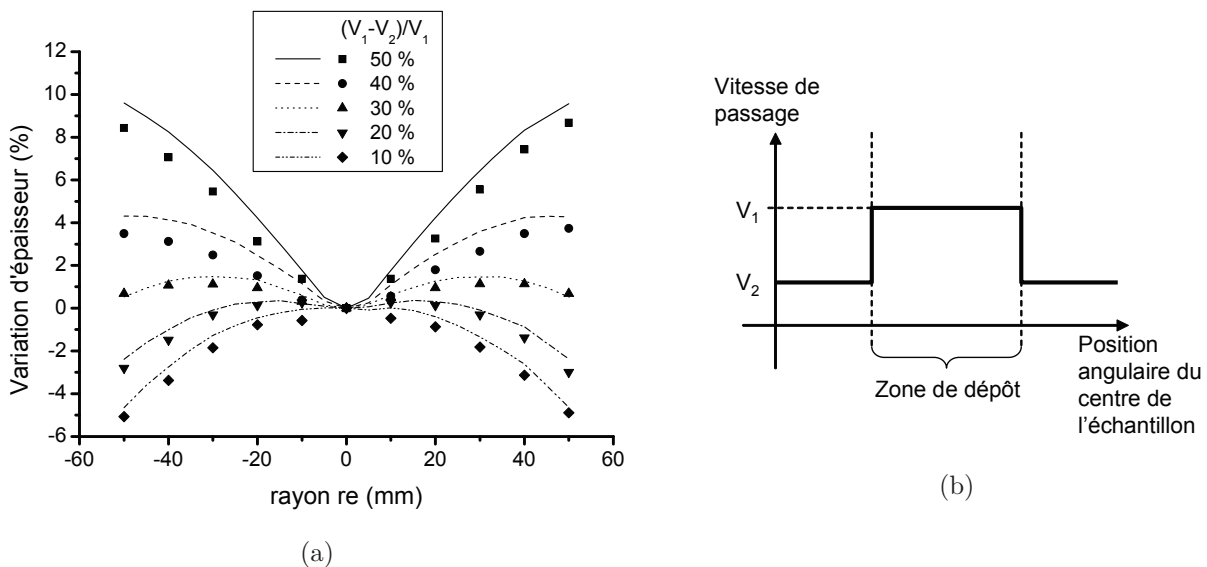 (V1-V2)/V1
50 %
40 %
30 %
20 %
10 %
12
10
8
6
4
2
0
-2
-4
-6
Variation d'épaisseur (%)
-60
-40
-20
0
20
40
60
rayon re (mm)
(a)
Vitesse de
passage
V1
V2
Zone de dépôt
Position
angulaire du
centre de
l'échantillon
(b)